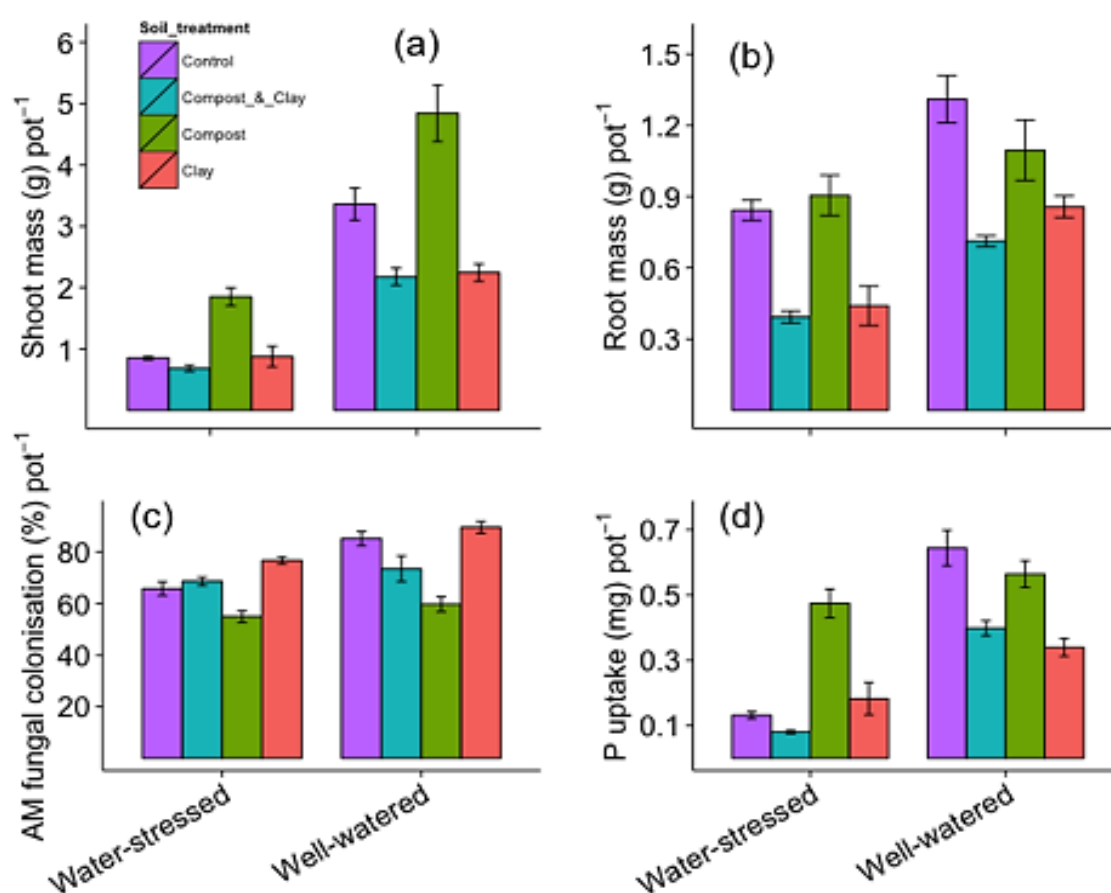 Soil_treatment
Control
Compost_&_Clay
Compost
Clay
(a)
Shoot mass (g) pot⁻¹
6
5
4
3
2
1
(b)
Root mass (g) pot⁻¹
1.5
1.2
0.9
0.6
0.3
(c)
AM fungal colonisation (%) pot⁻¹
80
60
40
20
Water-stressed
Well-watered
(d)
P uptake (mg) pot⁻¹
0.7
0.5
0.3
0.1
Water-stressed
Well-watered